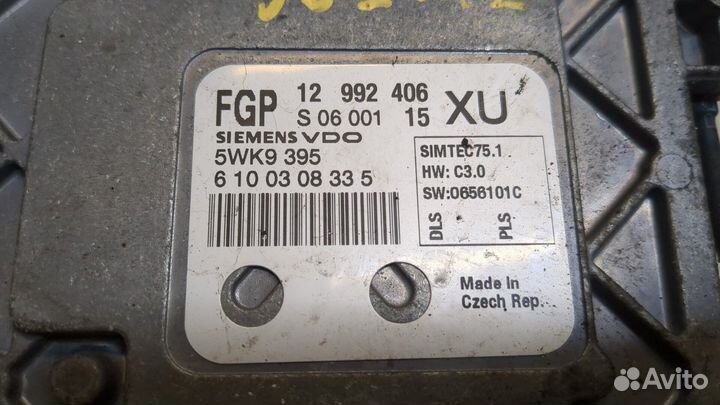 FGP 12 992 406 XU
S 06 001 15
SIEMENS VDO
5WK9 395
6 10 03 08 33 5
SIMTEC75.1
HW: C3.0
SW:0656101C
DLS PLS
Made In
Czech Rep.
Avito